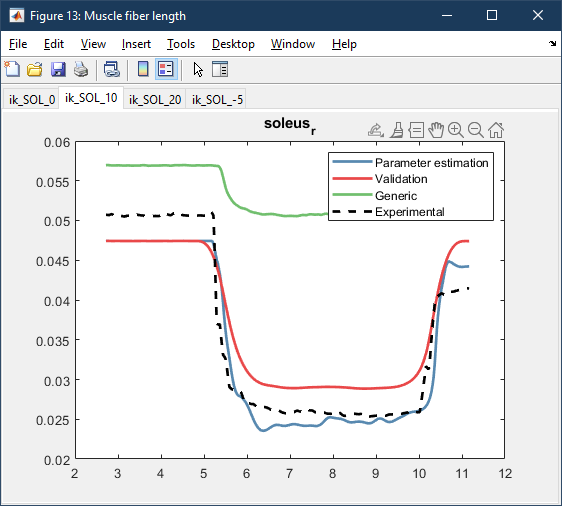 Figure 13: Muscle fiber length
File Edit View Insert Tools Desktop Window Help
ik_SOL_0 ik_SOL_10 ik_SOL_20 ik_SOL_-5
soleusr
0.06
0.055
0.05
0.045
0.04
0.035
0.03
0.025
0.02
Parameter estimation
Validation
Generic
Experimental
2 3 4 5 6 7 8 9 10 11 12